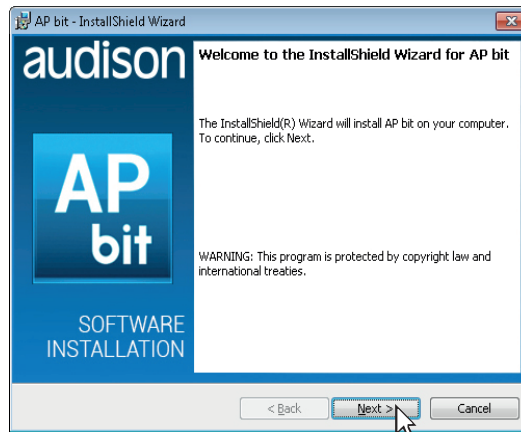 AP bit - InstallShield Wizard
audison
Welcome to the InstallShield Wizard for AP bit
The InstallShield(R) Wizard will install AP bit on your computer.
To continue, click Next.
AP
bit
WARNING: This program is protected by copyright law and
international treaties.
SOFTWARE
INSTALLATION
< Back
Next >
Cancel